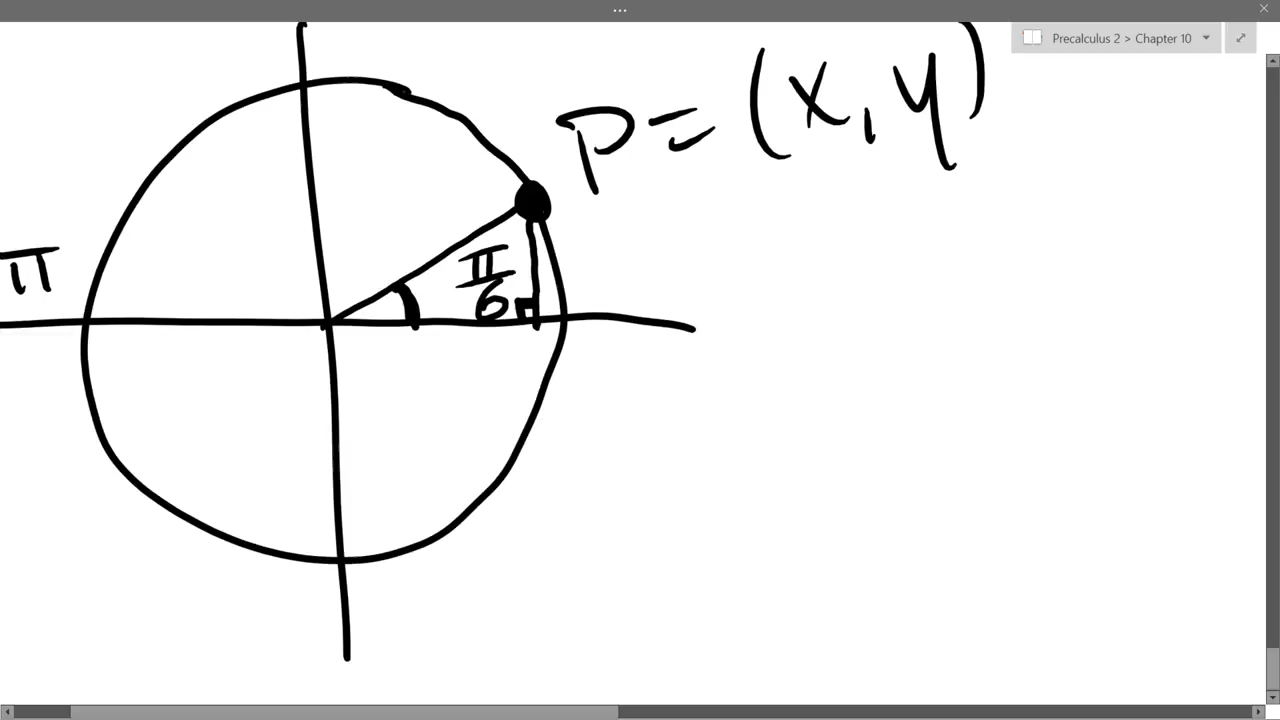 Precalculus 2 > Chapter 10
P = (x, y)
π
π/6